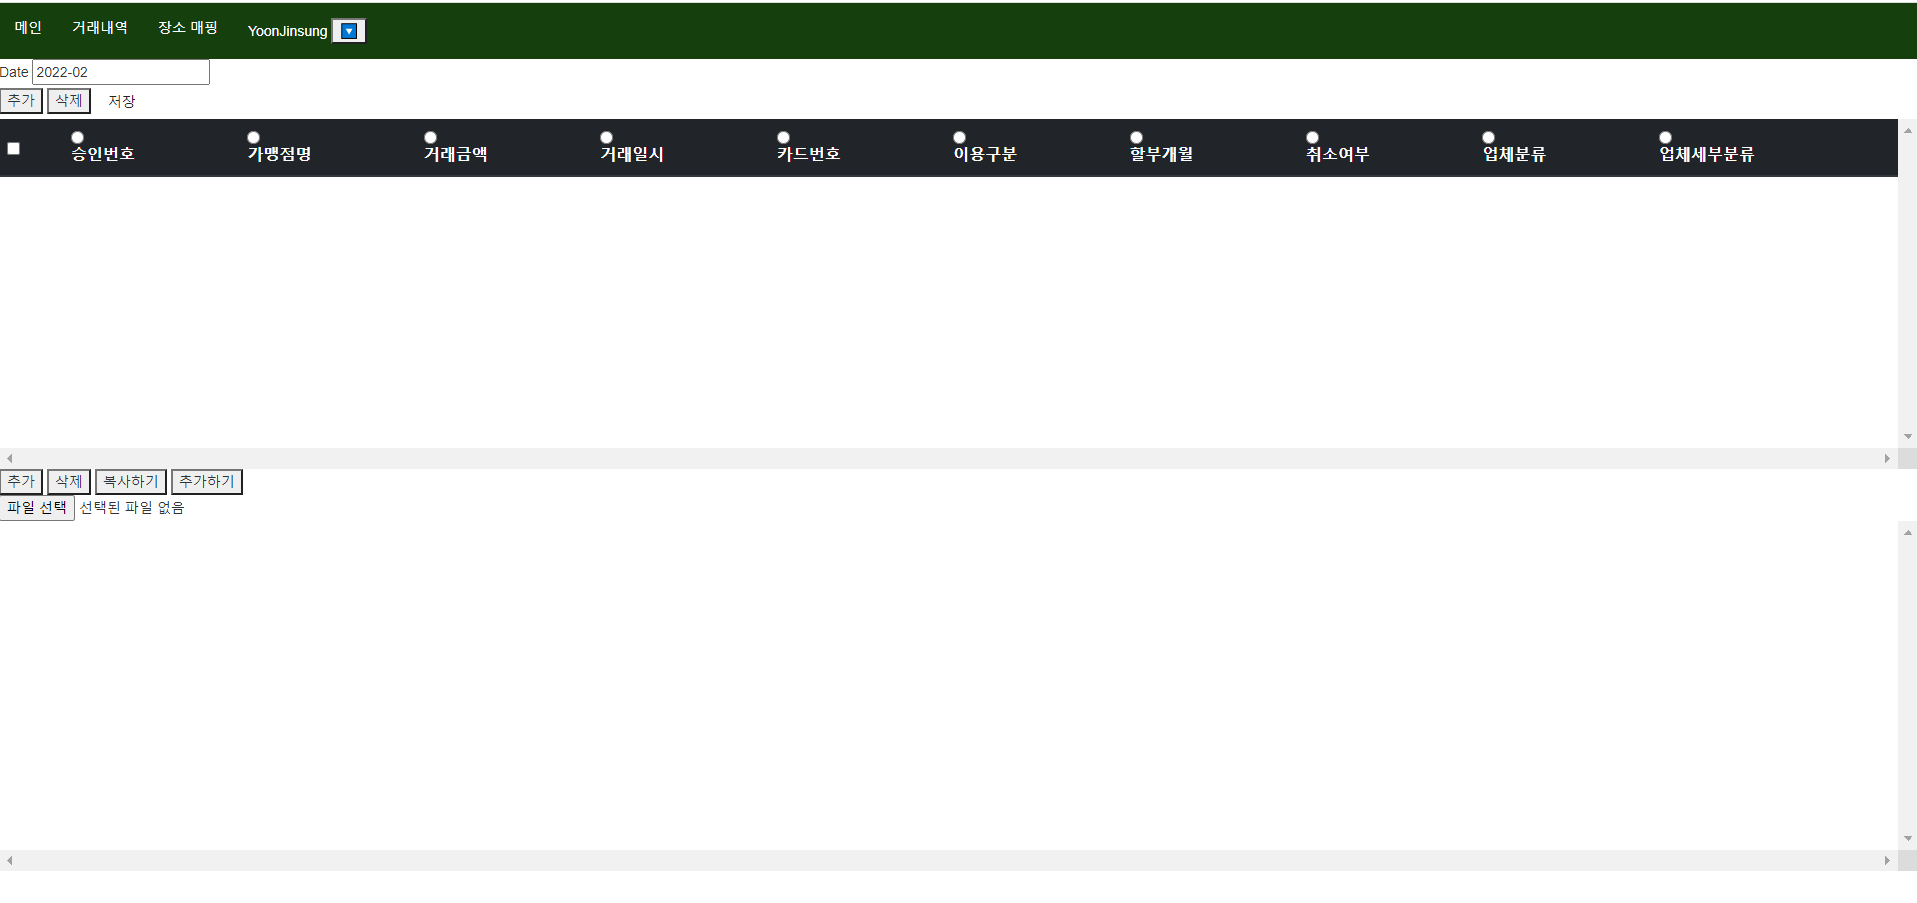 메인 거래내역 장소 매핑 YoonJinsung
Date 2022-02
추가 삭제 저장
승인번호 가맹점명 거래금액 거래일시 카드번호 이용구분 할부개월 취소여부 업체분류 업체세부분류
추가 삭제 복사하기 추가하기
파일 선택 선택된 파일 없음